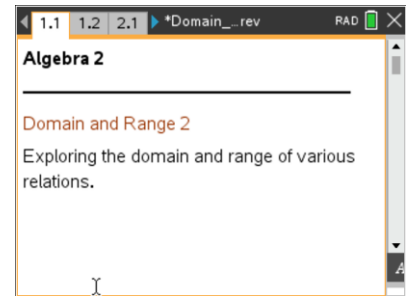 1.1 1.2 2.1 *Domain_...rev RAD
Algebra 2
Domain and Range 2
Exploring the domain and range of various
relations.